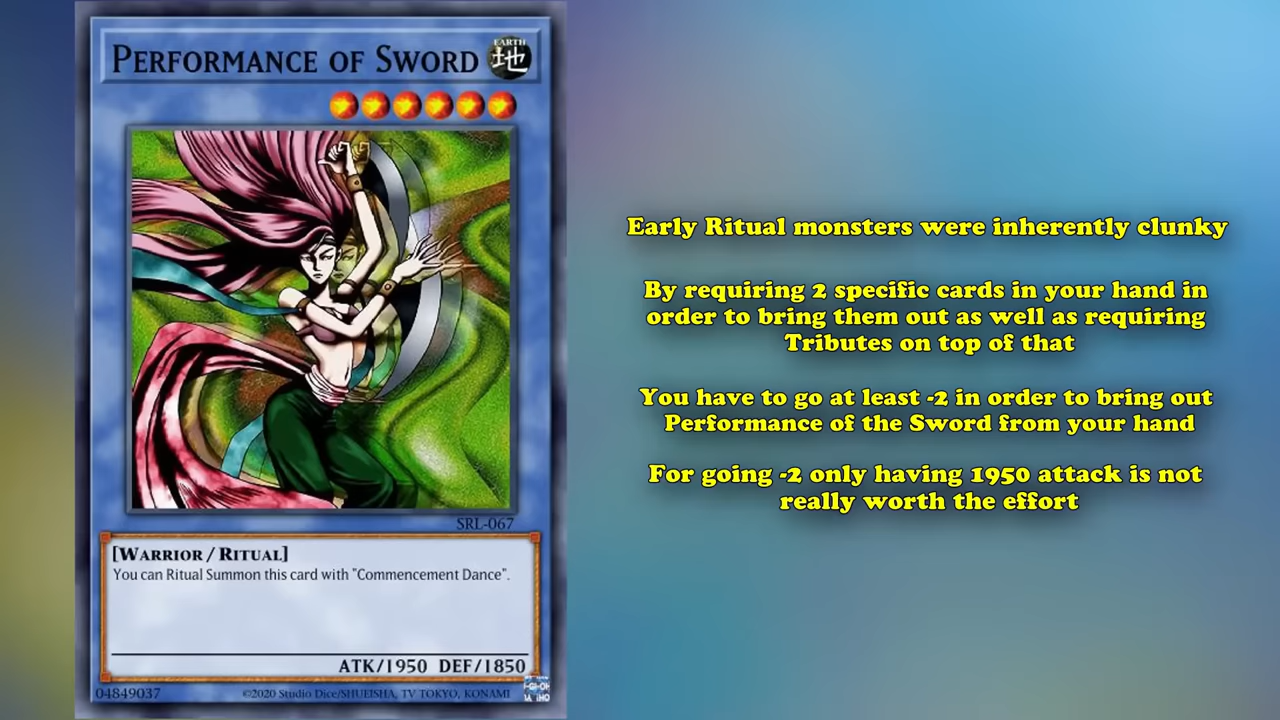 Performance of Sword
EARTH
地
SRL-067
[Warrior / Ritual]
You can Ritual Summon this card with "Commencement Dance".
ATK/1950 DEF/1850
04849037
©2020 Studio Dice/SHUEISHA, TV TOKYO, KONAMI
Early Ritual monsters were inherently clunky
By requiring 2 specific cards in your hand in
order to bring them out as well as requiring
Tributes on top of that
You have to go at least -2 in order to bring out
Performance of the Sword from your hand
For going -2 only having 1950 attack is not
really worth the effort